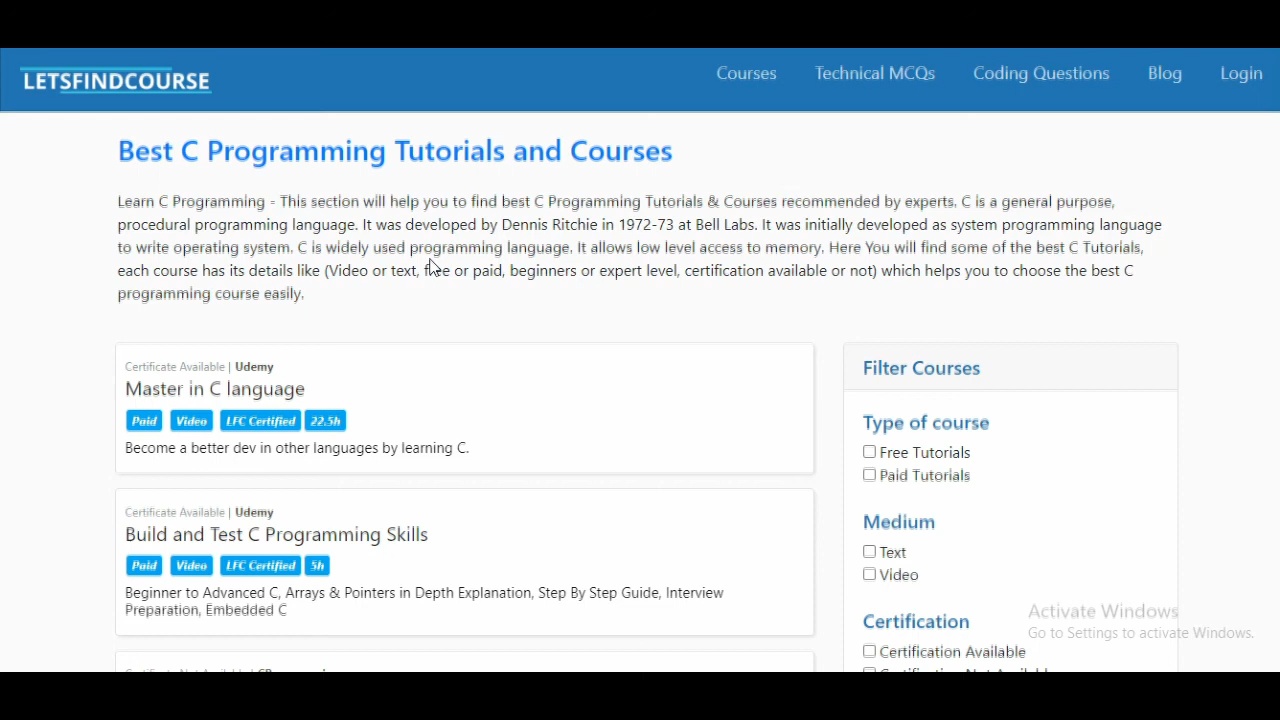 LETSFINDCOURSE
Courses
Technical MCQs
Coding Questions
Blog
Login
Best C Programming Tutorials and Courses
Learn C Programming - This section will help you to find best C Programming Tutorials & Courses recommended by experts. C is a general purpose,
procedural programming language. It was developed by Dennis Ritchie in 1972-73 at Bell Labs. It was initially developed as system programming language
to write operating system. C is widely used programming language. It allows low level access to memory. Here You will find some of the best C Tutorials,
each course has its details like (Video or text, free or paid, beginners or expert level, certification available or not) which helps you to choose the best C
programming course easily.
Certificate Available | Udemy
Master in C language
Paid Video LFC Certified 22.5h
Become a better dev in other languages by learning C.
Certificate Available | Udemy
Build and Test C Programming Skills
Paid Video LFC Certified 5h
Beginner to Advanced C, Arrays & Pointers in Depth Explanation, Step By Step Guide, Interview
Preparation, Embedded C
Certificate Not Available |
Filter Courses
Type of course
Free Tutorials
Paid Tutorials
Medium
Text
Video
Certification
Certification Available
Certification Not Available
Activate Windows
Go to Settings to activate Windows.